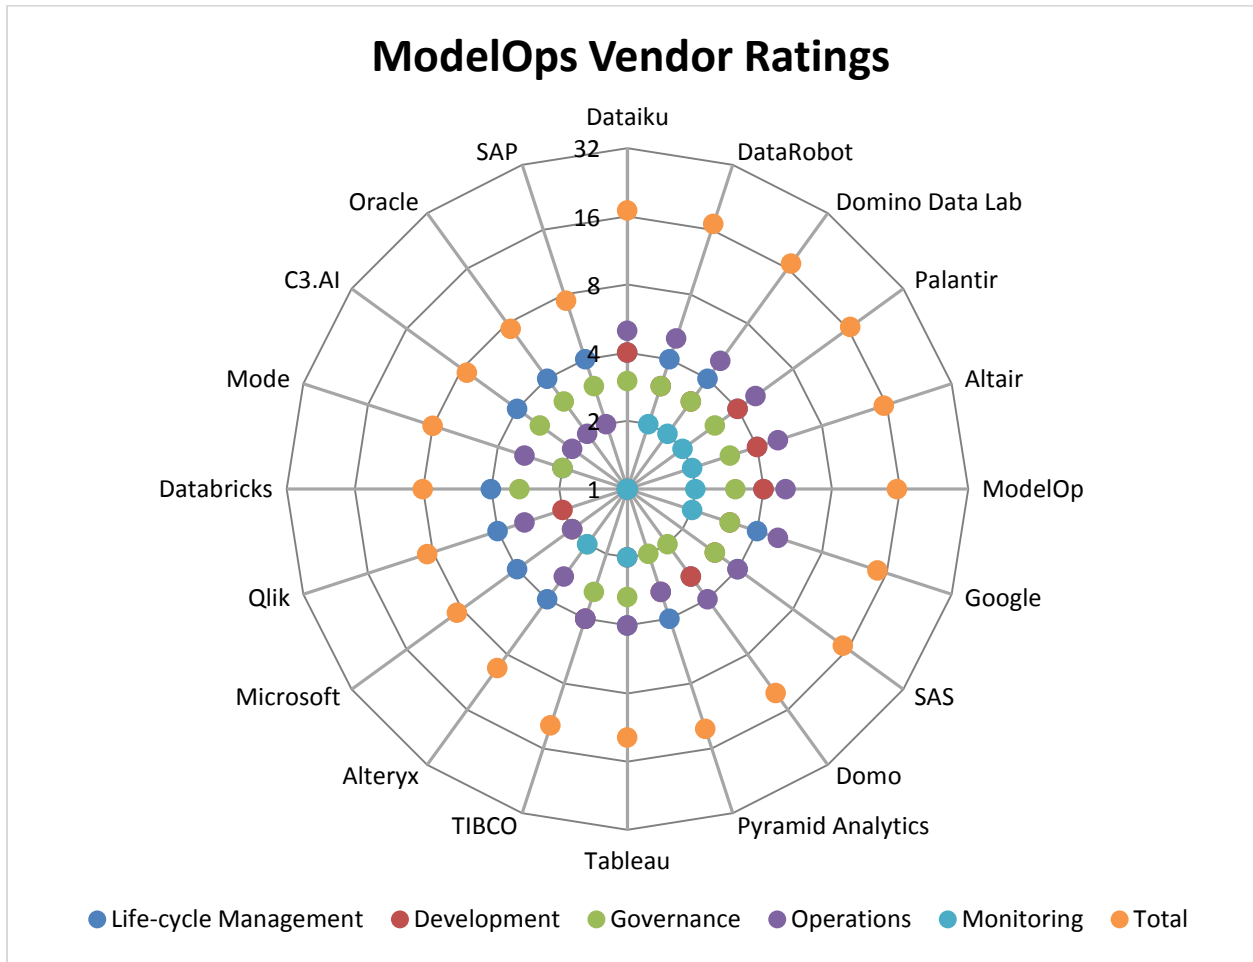 ModelOps Vendor Ratings
Dataiku
32
SAP
DataRobot
Oracle
Domino Data Lab
16
C3.AI
Palantir
8
4
Mode
Altair
2
Databricks
1
ModelOp
Qlik
Google
Microsoft
SAS
Alteryx
Domo
TIBCO
Pyramid Analytics
Tableau
Life-cycle Management Development Governance Operations Monitoring Total